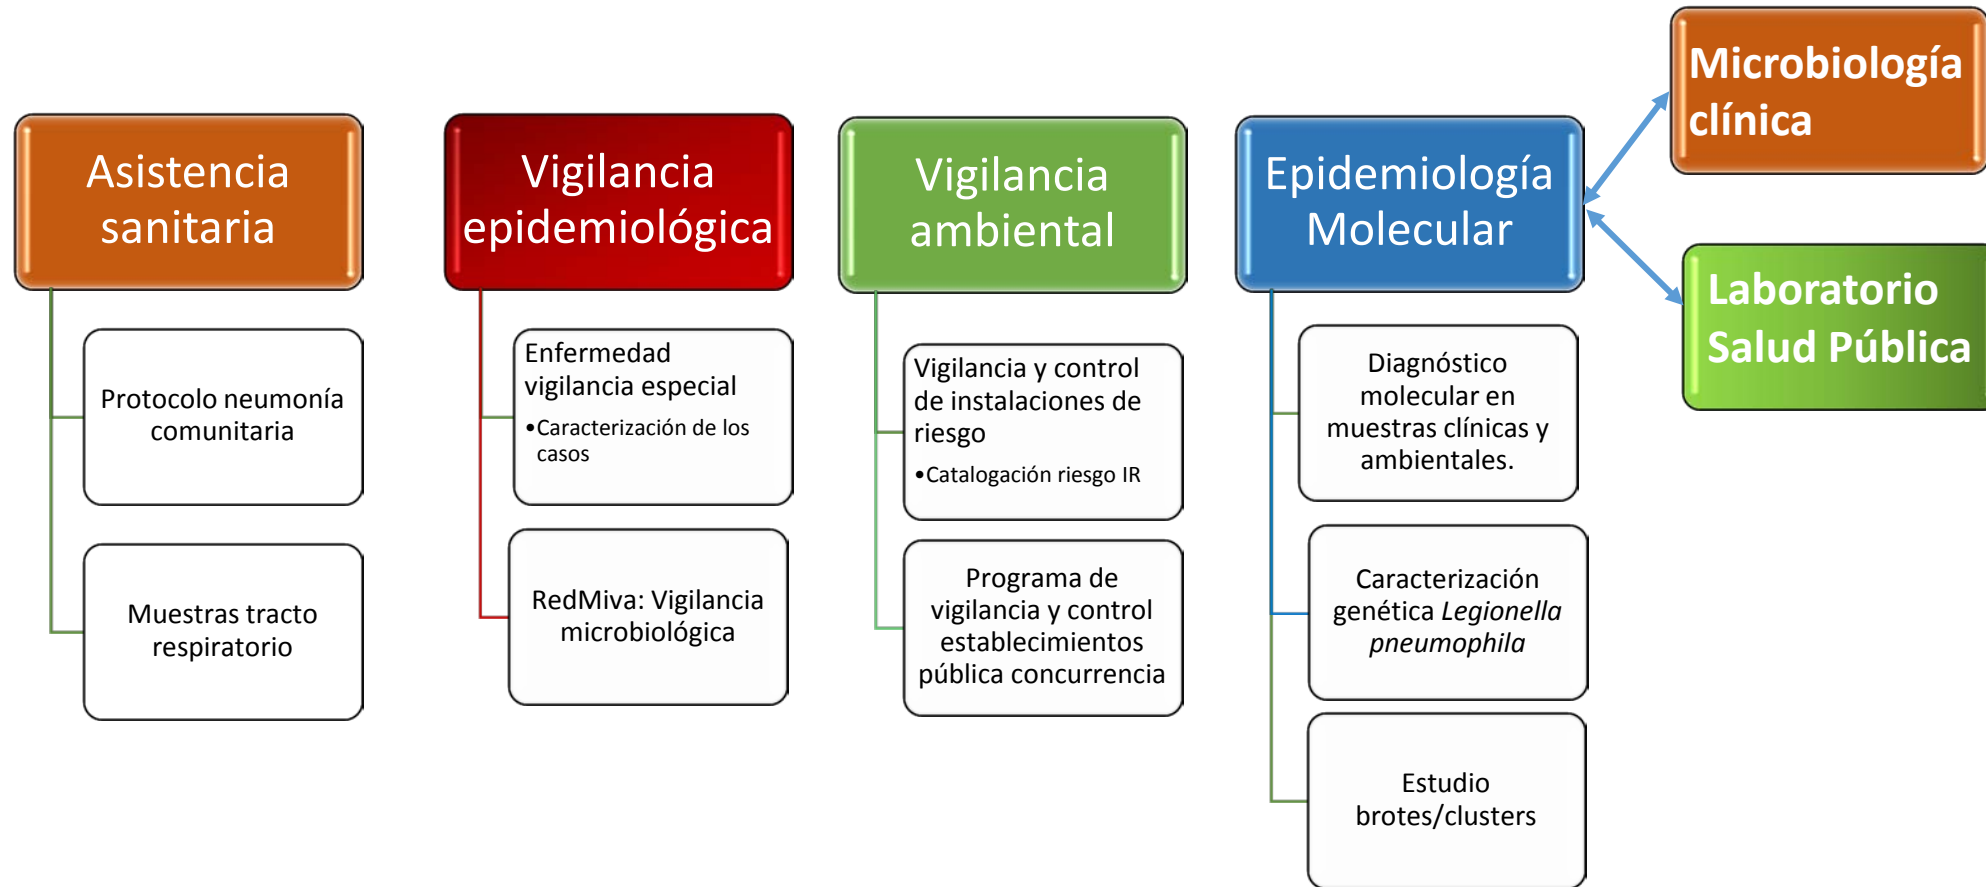 Asistencia
sanitaria
Protocolo neumonía
comunitaria
Muestras tracto
respiratorio
Vigilancia
epidemiológica
Enfermedad
vigilancia especial
•Caracterización de los
casos
RedMiva: Vigilancia
microbiológica
Vigilancia
ambiental
Vigilancia y control
de instalaciones de
riesgo
•Catalogación riesgo IR
Programa de
vigilancia y control
establecimientos
pública concurrencia
Epidemiología
Molecular
Diagnóstico
molecular en
muestras clínicas y
ambientales.
Caracterización
genética Legionella
pneumophila
Estudio
brotes/clusters
Microbiología
clínica
Laboratorio
Salud Pública